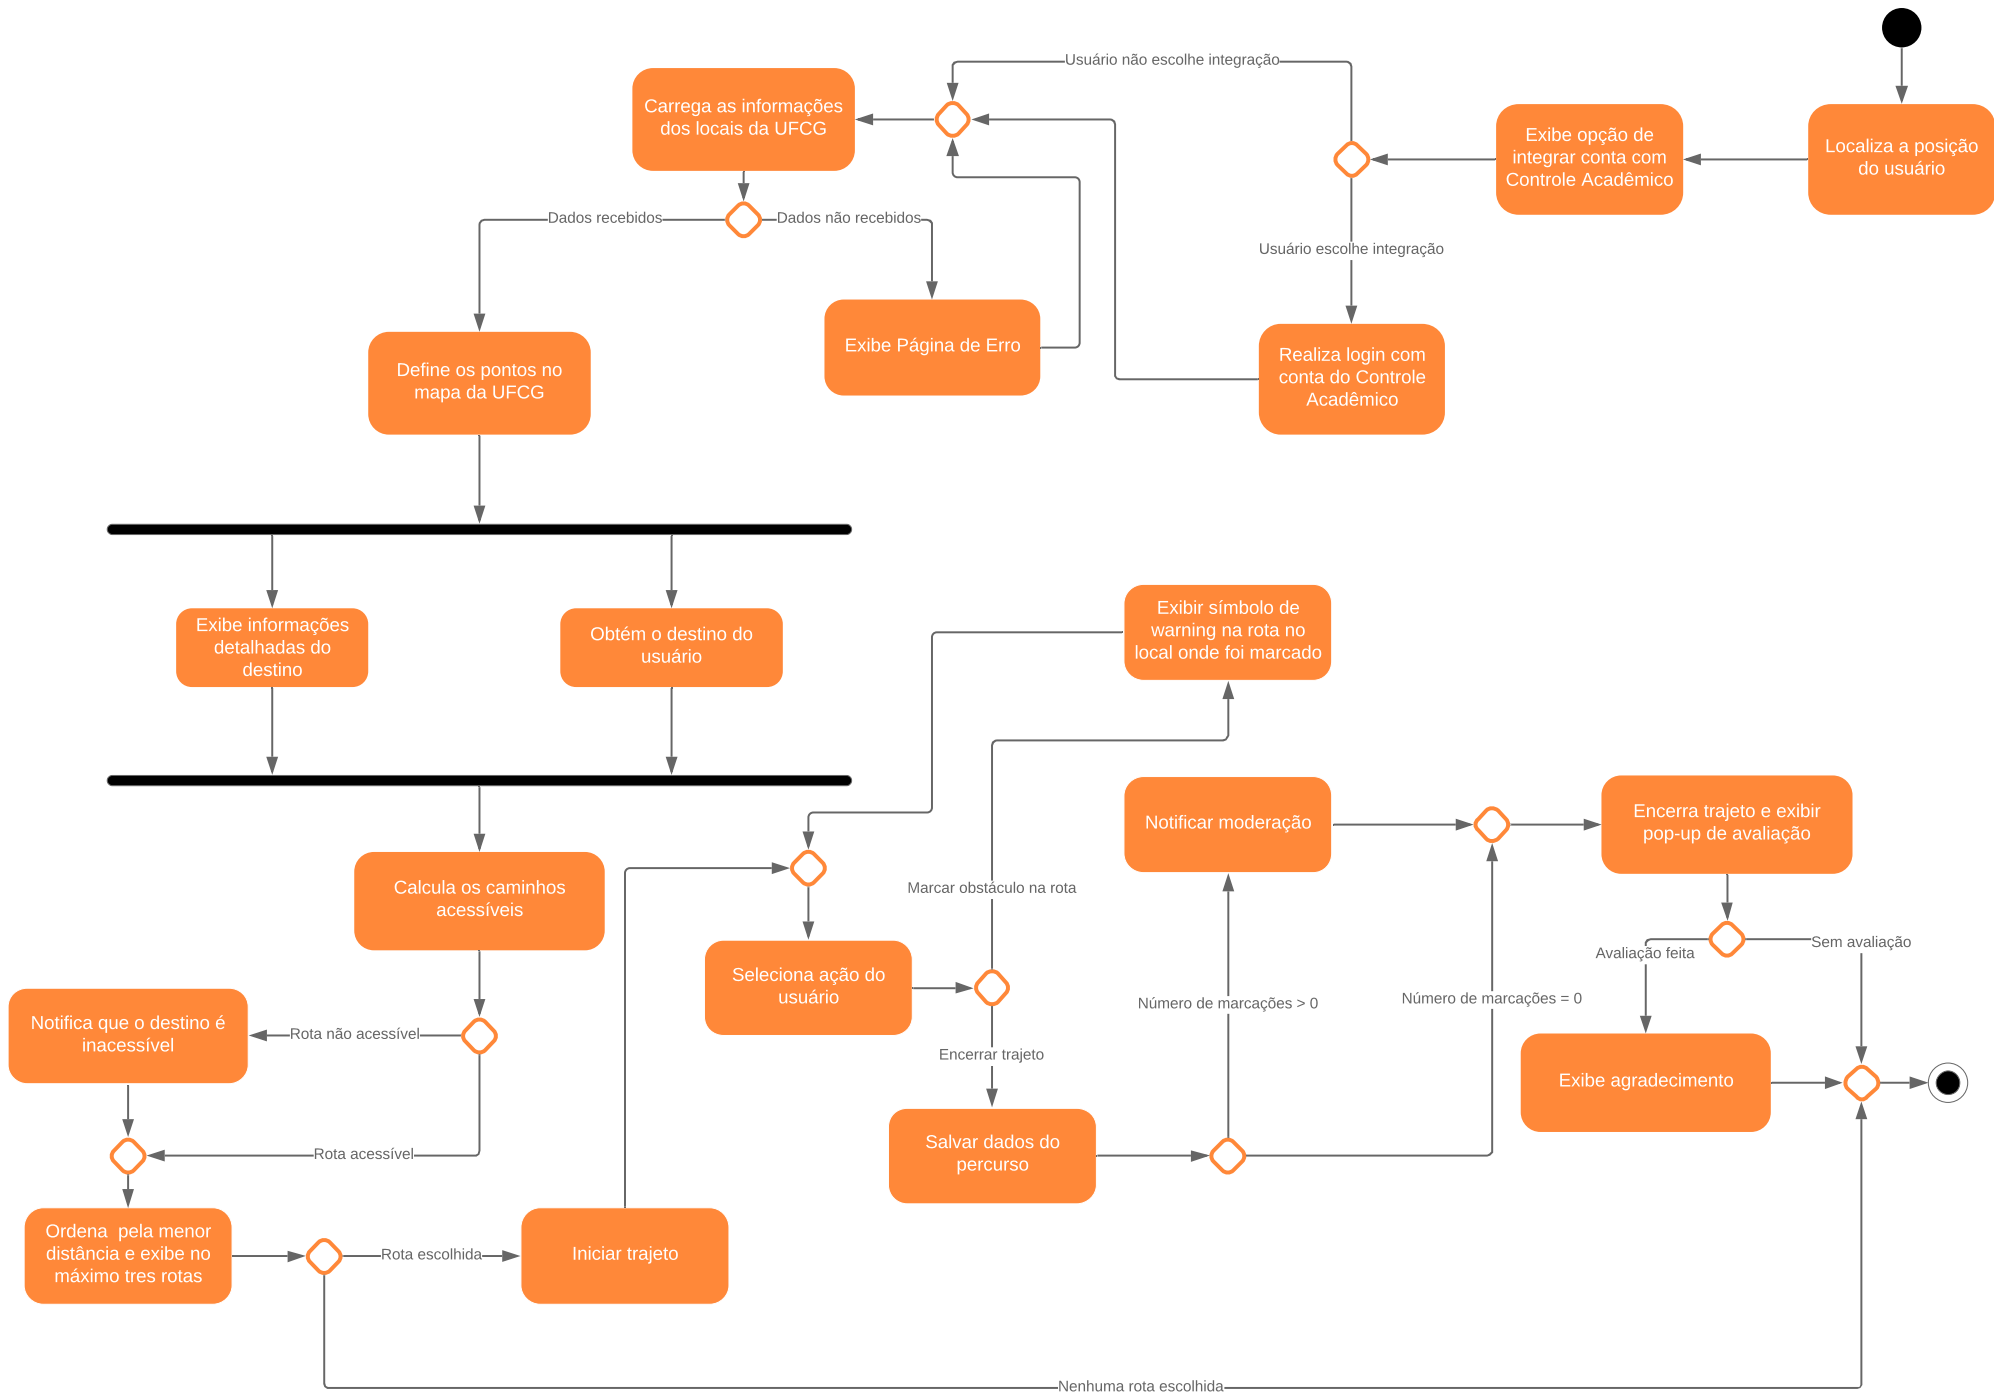 Usuário não escolhe integração
Carrega as informações
dos locais da UFCG
Exibe opção de
integrar conta com
Controle Acadêmico
Localiza a posição
do usuário
Dados recebidos
Dados não recebidos
Usuário escolhe integração
Define os pontos no
mapa da UFCG
Exibe Página de Erro
Realiza login com
conta do Controle
Acadêmico
Exibe informações
detalhadas do
destino
Obtém o destino do
usuário
Exibir símbolo de
warning na rota no
local onde foi marcado
Notificar moderação
Encerra trajeto e exibir
pop-up de avaliação
Calcula os caminhos
acessíveis
Marcar obstáculo na rota
Avaliação feita
Sem avaliação
Seleciona ação do
usuário
Número de marcações > 0
Número de marcações = 0
Notifica que o destino é
inacessível
Rota não acessível
Encerrar trajeto
Exibe agradecimento
Rota acessível
Salvar dados do
percurso
Ordena  pela menor
distância e exibe no
máximo tres rotas
Rota escolhida
Iniciar trajeto
Nenhuma rota escolhida